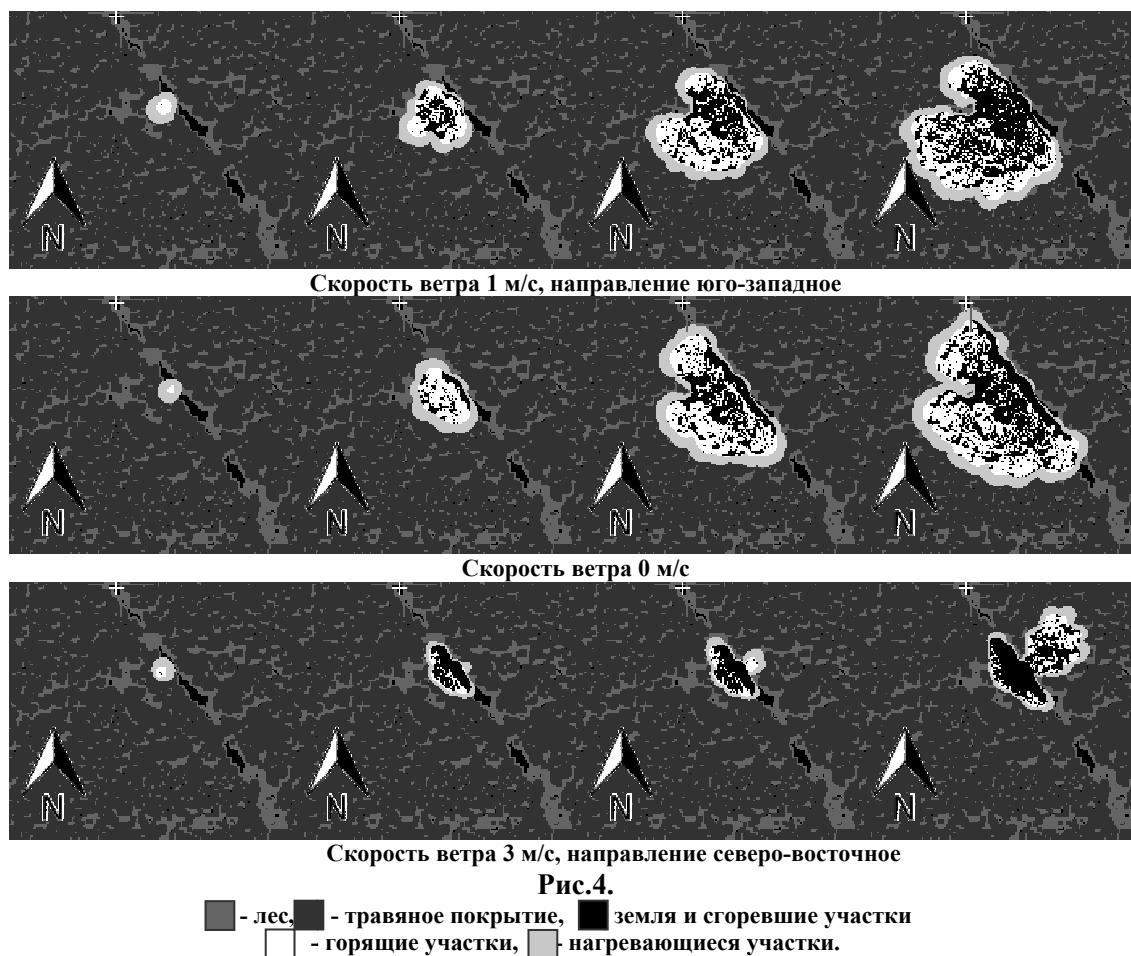 N N N N
Скорость ветра 1 м/с, направление юго-западное
N N N N
Скорость ветра 0 м/с
N N N N
Скорость ветра 3 м/с, направление северо-восточное
Рис.4.
- лес, - травяное покрытие, земля и сгоревшие участки
- горящие участки, - нагревающиеся участки.